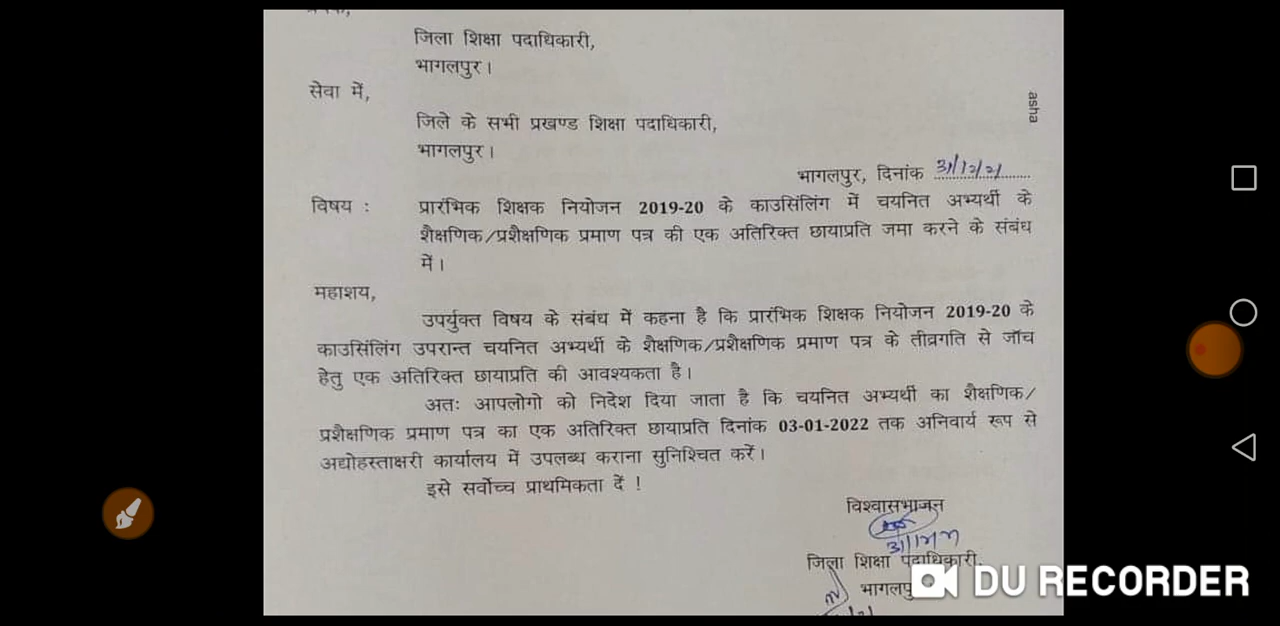 जिला शिक्षा पदाधिकारी,
भागलपुर।
सेवा में,
जिले के सभी प्रखण्ड शिक्षा पदाधिकारी,
भागलपुर।
asha
भागलपुर, दिनांक 31/12/21
विषय : प्रारंभिक शिक्षक नियोजन 2019-20 के काउसिंलिंग में चयनित अभ्यर्थी के
शैक्षणिक/प्रशैक्षणिक प्रमाण पत्र की एक अतिरिक्त छायाप्रति जमा करने के संबंध
में।
महाशय,
उपर्युक्त विषय के संबंध में कहना है कि प्रारंभिक शिक्षक नियोजन 2019-20 के
काउसिंलिंग उपरान्त चयनित अभ्यर्थी के शैक्षणिक/प्रशैक्षणिक प्रमाण पत्र के तीव्रगति से जॉच
हेतु एक अतिरिक्त छायाप्रति की आवश्यकता है।
अतः आपलोगो को निदेश दिया जाता है कि चयनित अभ्यर्थी का शैक्षणिक/
प्रशैक्षणिक प्रमाण पत्र का एक अतिरिक्त छायाप्रति दिनांक 03-01-2022 तक अनिवार्य रूप से
अद्योहस्ताक्षरी कार्यालय में उपलब्ध कराना सुनिश्चित करें।
इसे सर्वोच्च प्राथमिकता दें !
विश्वासभाजन
जिला शिक्षा पदाधिकारी,
DU RECORDER